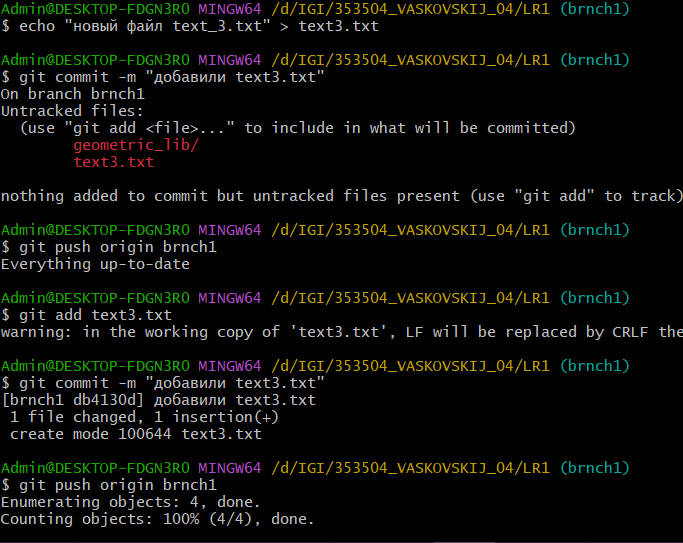 Admin@DESKTOP-FDGN3R0 MINGW64 /d/IGI/353504_VASKOVSKIJ_04/LR1 (brnch1)
$ echo "новый файл text_3.txt" > text3.txt
Admin@DESKTOP-FDGN3R0 MINGW64 /d/IGI/353504_VASKOVSKIJ_04/LR1 (brnch1)
$ git commit -m "добавили text3.txt"
On branch brnch1
Untracked files:
  (use "git add <file>..." to include in what will be committed)
        geometric_lib/
        text3.txt
nothing added to commit but untracked files present (use "git add" to track)
Admin@DESKTOP-FDGN3R0 MINGW64 /d/IGI/353504_VASKOVSKIJ_04/LR1 (brnch1)
$ git push origin brnch1
Everything up-to-date
Admin@DESKTOP-FDGN3R0 MINGW64 /d/IGI/353504_VASKOVSKIJ_04/LR1 (brnch1)
$ git add text3.txt
warning: in the working copy of 'text3.txt', LF will be replaced by CRLF the
Admin@DESKTOP-FDGN3R0 MINGW64 /d/IGI/353504_VASKOVSKIJ_04/LR1 (brnch1)
$ git commit -m "добавили text3.txt"
[brnch1 db4130d] добавили text3.txt
 1 file changed, 1 insertion(+)
 create mode 100644 text3.txt
Admin@DESKTOP-FDGN3R0 MINGW64 /d/IGI/353504_VASKOVSKIJ_04/LR1 (brnch1)
$ git push origin brnch1
Enumerating objects: 4, done.
Counting objects: 100% (4/4), done.